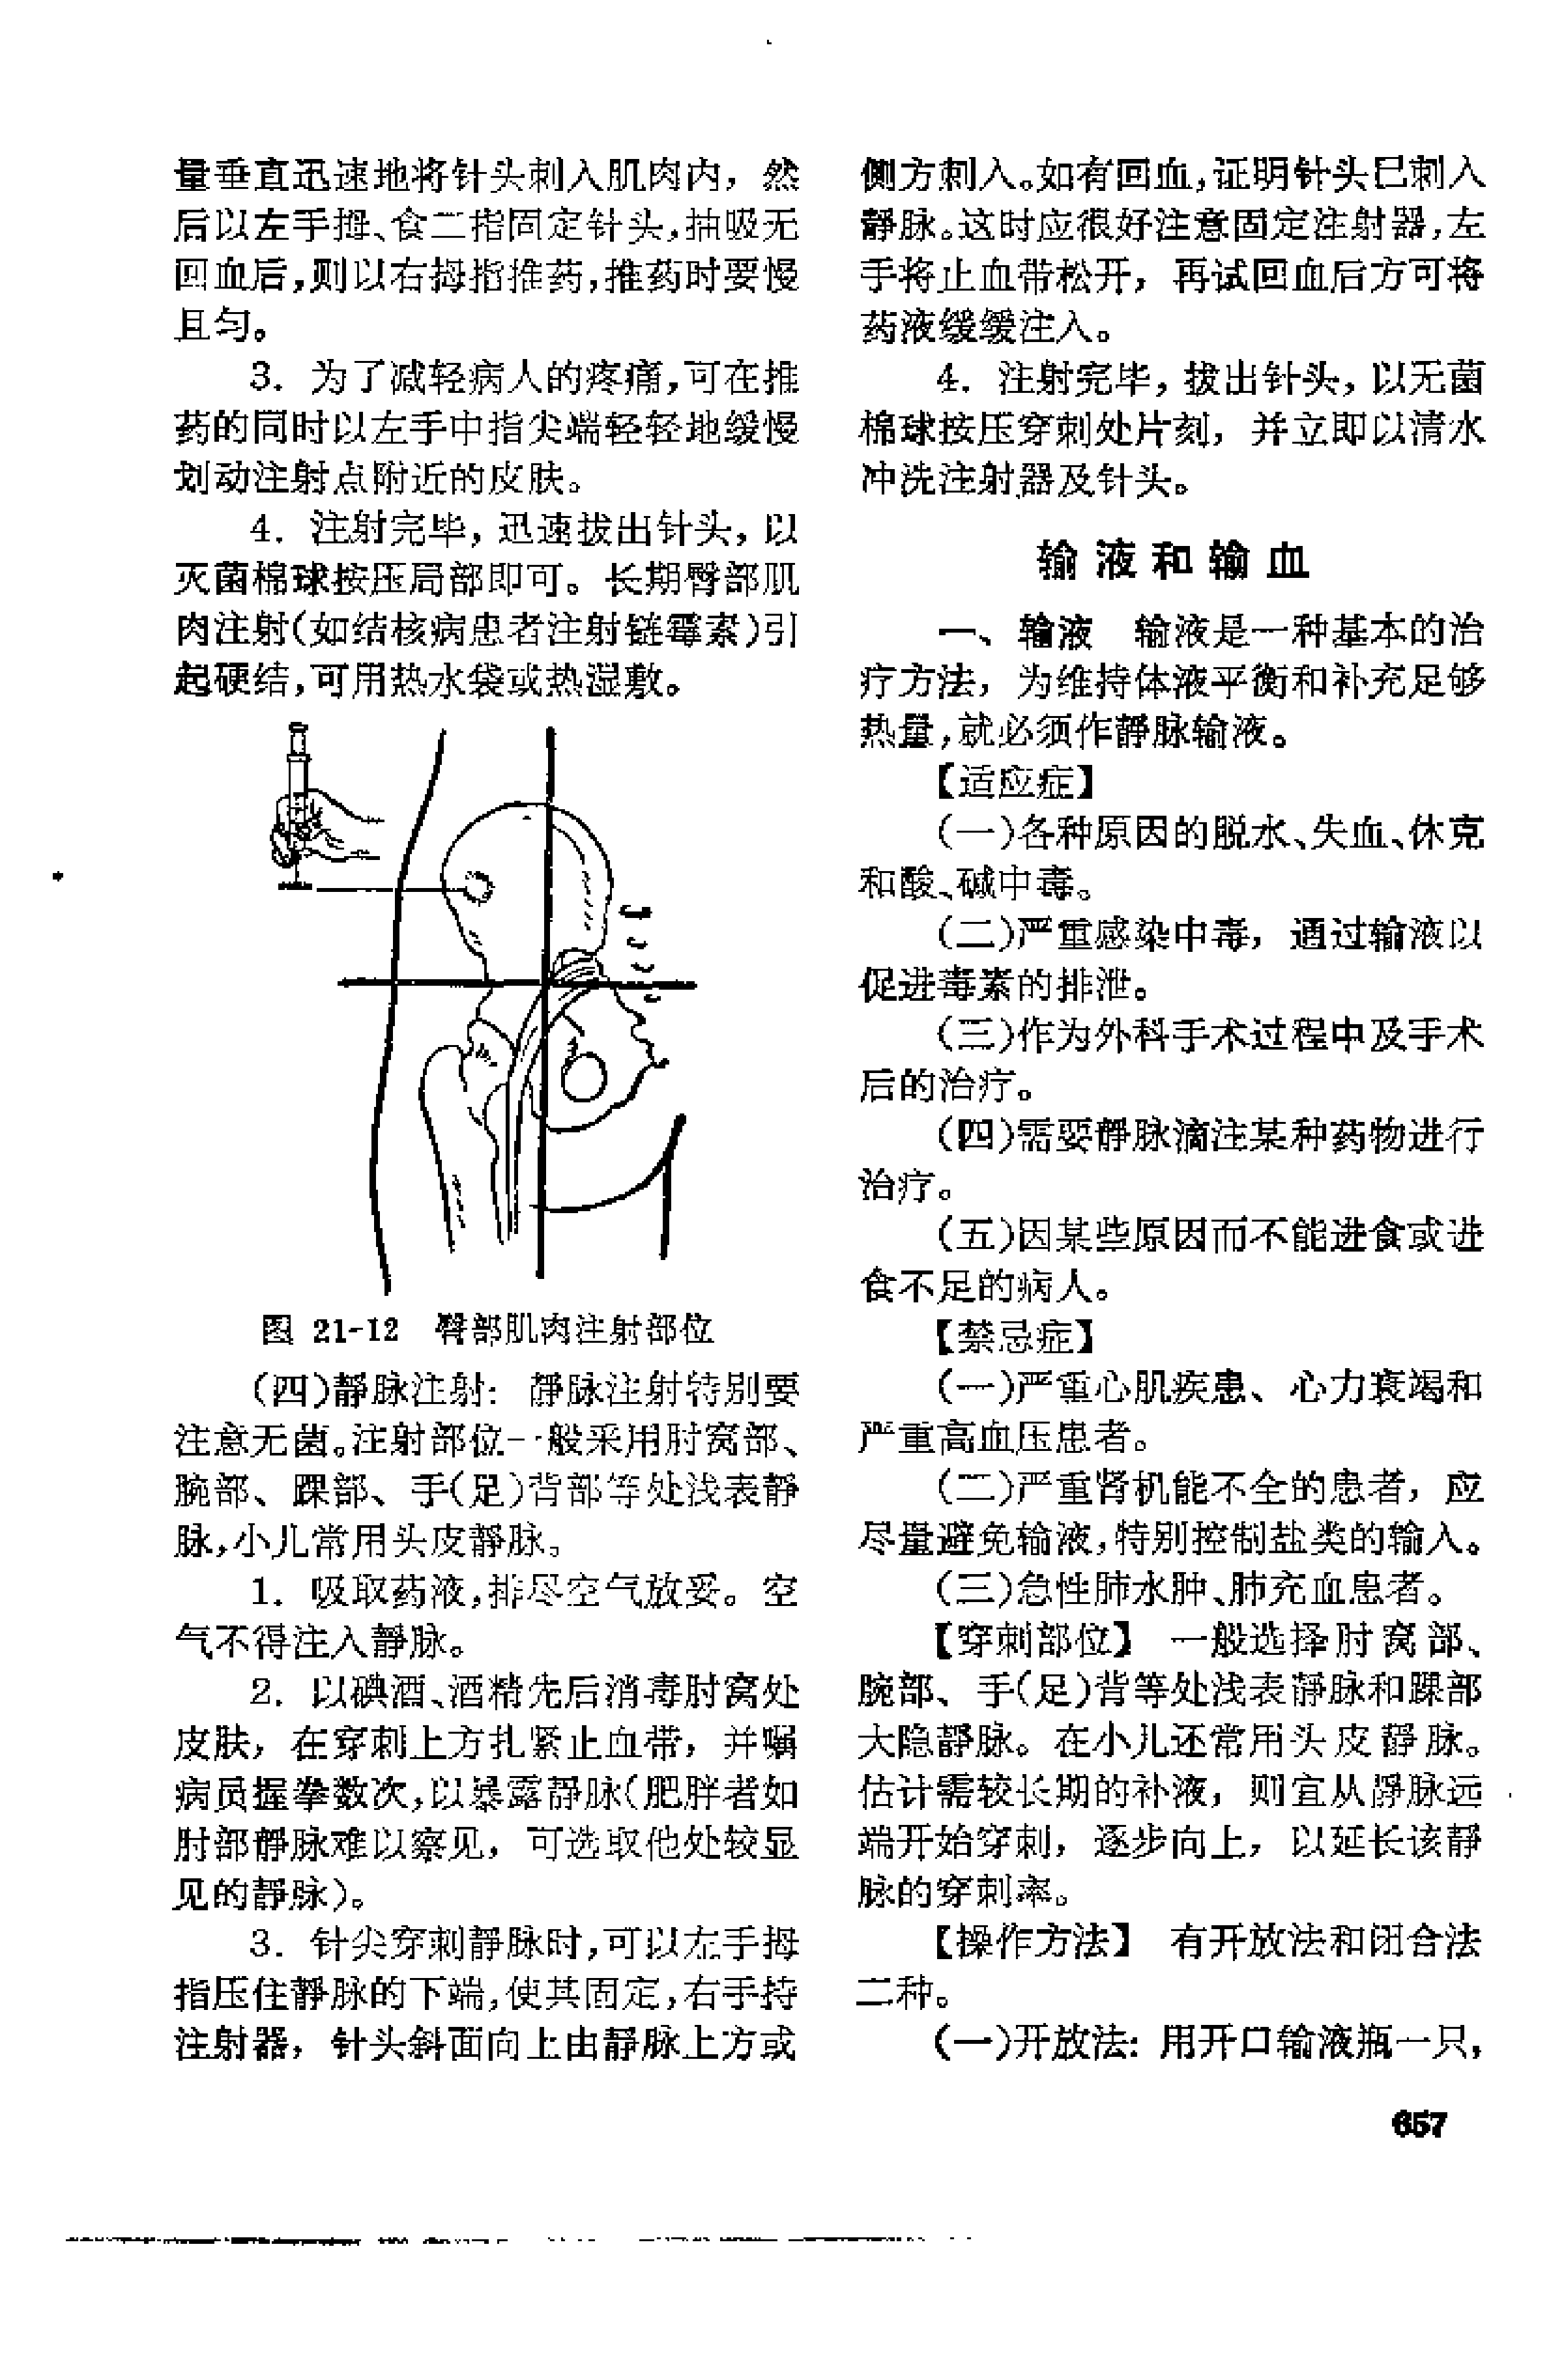 量垂直迅速地将针头刺入肌肉内，然
后以左手拇、食二指固定针头，抽吸无
回血后，则以右拇指推药，推药时要慢
且匀。
3．为了减轻病人的疼痛，可在推
药的同时以左手中指尖端轻轻地缓慢
划动注射点附近的皮肤。
4．注射完毕，迅速拔出针头，以
灭菌棉球按压局部即可。长期臀部肌
肉注射(如结核病患者注射链霉素)引
起硬结，可用热水袋或热湿敷。
图 21-12 臀部肌肉注射部位
(四)静脉注射：静脉注射特别要
注意无菌。注射部位一般采用肘窝部、
腕部、踝部、手(足)背部等处浅表静
脉，小儿常用头皮静脉。
1．吸取药液，排尽空气放妥。空
气不得注入静脉。
2．以碘酒、酒精先后消毒肘窝处
皮肤，在穿刺上方扎紧止血带，并嘱
病员握拳数次，以暴露静脉(肥胖者如
肘部静脉难以察见，可选取他处较显
见的静脉)。
3．针尖穿刺静脉时，可以左手拇
指压住静脉的下端，使其固定，右手持
注射器，针头斜面向上由静脉上方或
侧方刺入。如有回血，证明针头已刺入
静脉。这时应很好注意固定注射器，左
手将止血带松开，再试回血后方可将
药液缓缓注入。
4．注射完毕，拔出针头，以无菌
棉球按压穿刺处片刻，并立即以清水
冲洗注射器及针头。
输液和输血
一、输液 输液是一种基本的治
疗方法，为维持体液平衡和补充足够
热量，就必须作静脉输液。
【适应症】
(一)各种原因的脱水、失血、休克
和酸、碱中毒。
(二)严重感染中毒，通过输液以
促进毒素的排泄。
(三)作为外科手术过程中及手术
后的治疗。
(四)需要静脉滴注某种药物进行
治疗。
(五)因某些原因而不能进食或进
食不足的病人。
【禁忌症】
(一)严重心肌疾患、心力衰竭和
严重高血压患者。
(二)严重肾机能不全的患者，应
尽量避免输液，特别控制盐类的输入。
(三)急性肺水肿、肺充血患者。
【穿刺部位】 一般选择肘窝部、
腕部、手(足)背等处浅表静脉和踝部
大隐静脉。在小儿还常用头皮静脉。
估计需较长期的补液，则宜从静脉远
端开始穿刺，逐步向上，以延长该静
脉的穿刺率。
【操作方法】 有开放法和闭合法
二种。
(一)开放法：用开口输液瓶一只，
657